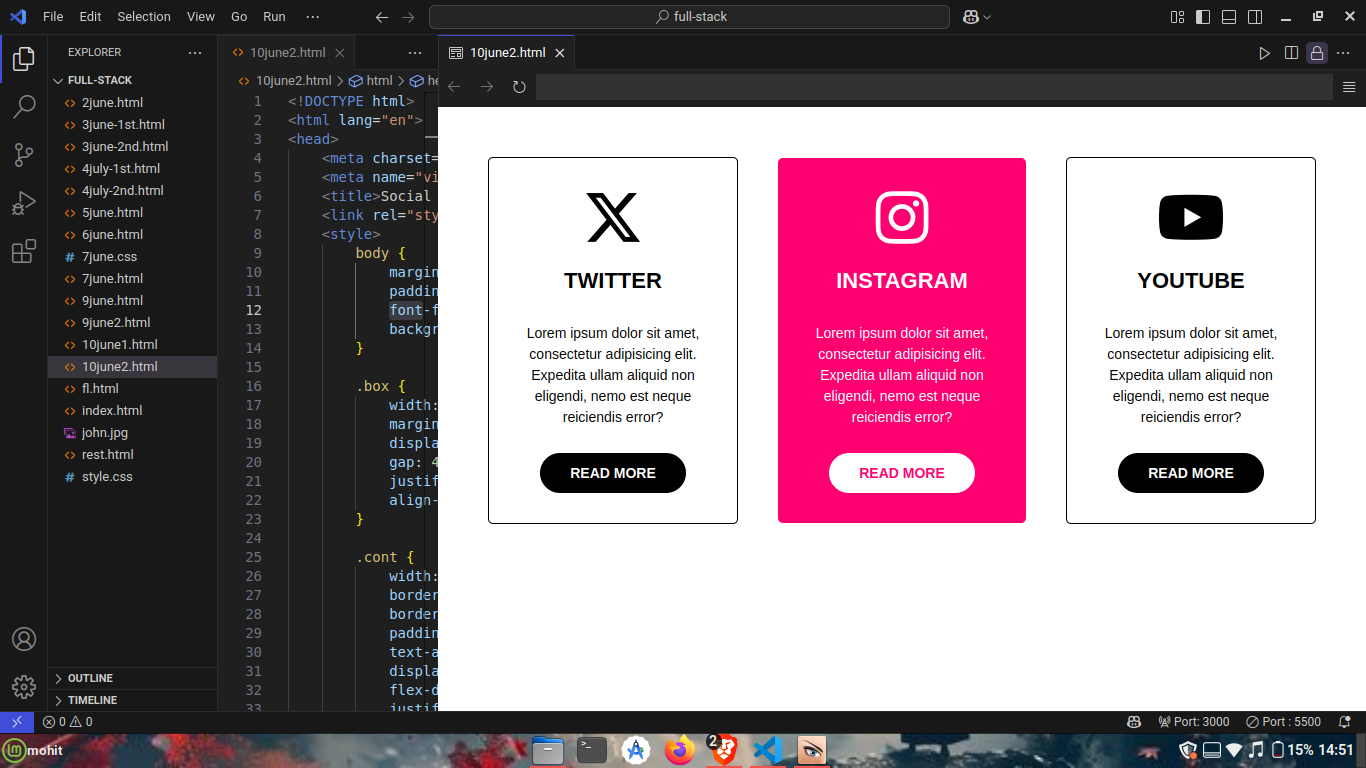 File Edit Selection View Go Run ···
full-stack
EXPLORER
FULL-STACK
2june.html
3june-1st.html
3june-2nd.html
4july-1st.html
4july-2nd.html
5june.html
6june.html
7june.css
7june.html
9june.html
9june2.html
10june1.html
10june2.html
fl.html
index.html
john.jpg
rest.html
style.css
OUTLINE
TIMELINE
10june2.html
10june2.html > html > he
1 <!DOCTYPE html>
2 <html lang="en">
3 <head>
4 <meta charset=
5 <meta name="vi
6 <title>Social
7 <link rel="sty
8 <style>
9 body {
10 margin
11 paddin
12 font-f
13 backgr
14 }
15
16 .box {
17 width:
18 margin
19 displa
20 gap: 4
21 justif
22 align-
23 }
24
25 .cont {
26 width:
27 border
28 border
29 paddin
30 text-a
31 displa
32 flex-d
33 justif
10june2.html
TWITTER
Lorem ipsum dolor sit amet,
consectetur adipisicing elit.
Expedita ullam aliquid non
eligendi, nemo est neque
reiciendis error?
READ MORE
INSTAGRAM
Lorem ipsum dolor sit amet,
consectetur adipisicing elit.
Expedita ullam aliquid non
eligendi, nemo est neque
reiciendis error?
READ MORE
YOUTUBE
Lorem ipsum dolor sit amet,
consectetur adipisicing elit.
Expedita ullam aliquid non
eligendi, nemo est neque
reiciendis error?
READ MORE
0 0
Port: 3000 Port : 5500
mohit
2
15% 14:51